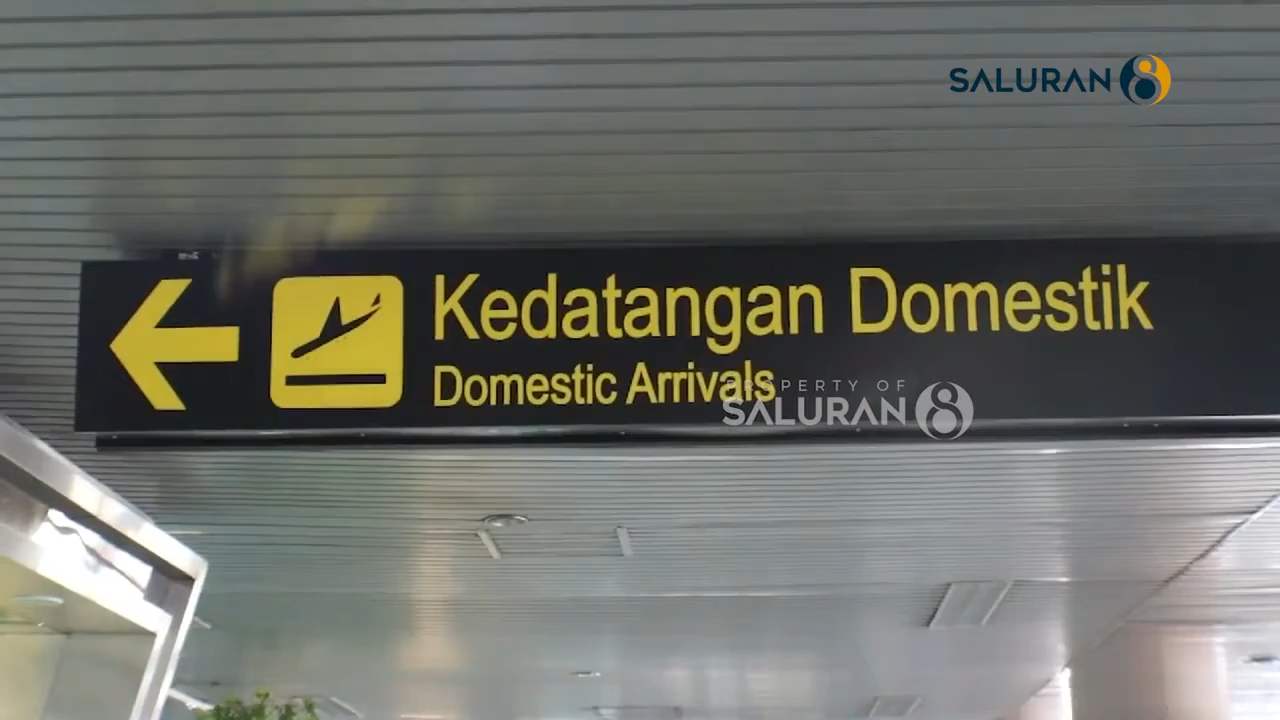 SALURAN 8
Kedatangan Domestik
Domestic Arrivals
PROPERTY OF
SALURAN 8